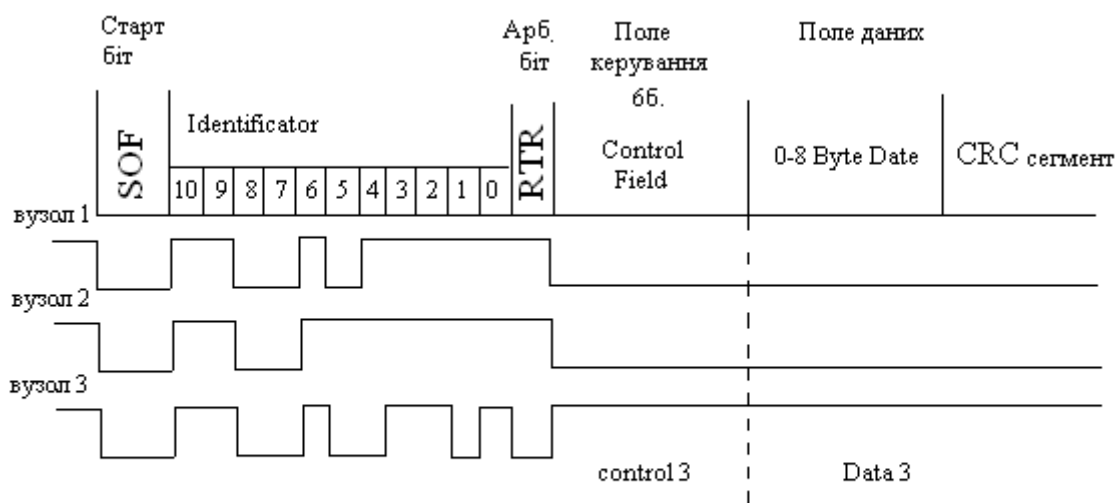 Старт
біт
Арб.
біт
Поле
керування
6б.
Поле даних
SOF
Identificator
10 9 8 7 6 5 4 3 2 1 0
RTR
Control
Field
0-8 Byte Date
CRC сегмент
вузол 1
вузол 2
вузол 3
control 3
Data 3